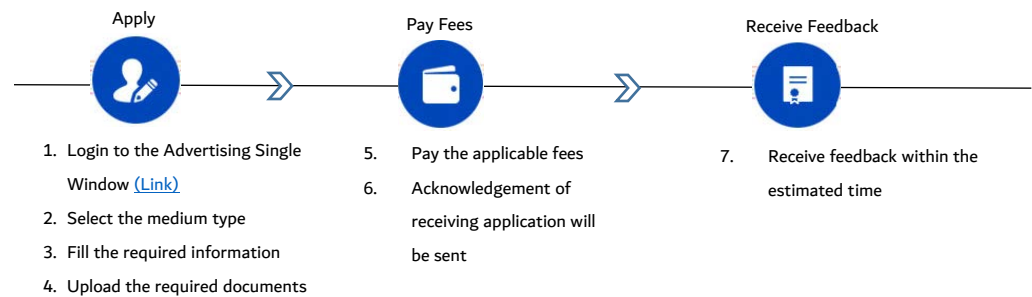 Apply
1. Login to the Advertising Single
Window (Link)
2. Select the medium type
3. Fill the required information
4. Upload the required documents
Pay Fees
5. Pay the applicable fees
6. Acknowledgement of
receiving application will
be sent
Receive Feedback
7. Receive feedback within the
estimated time